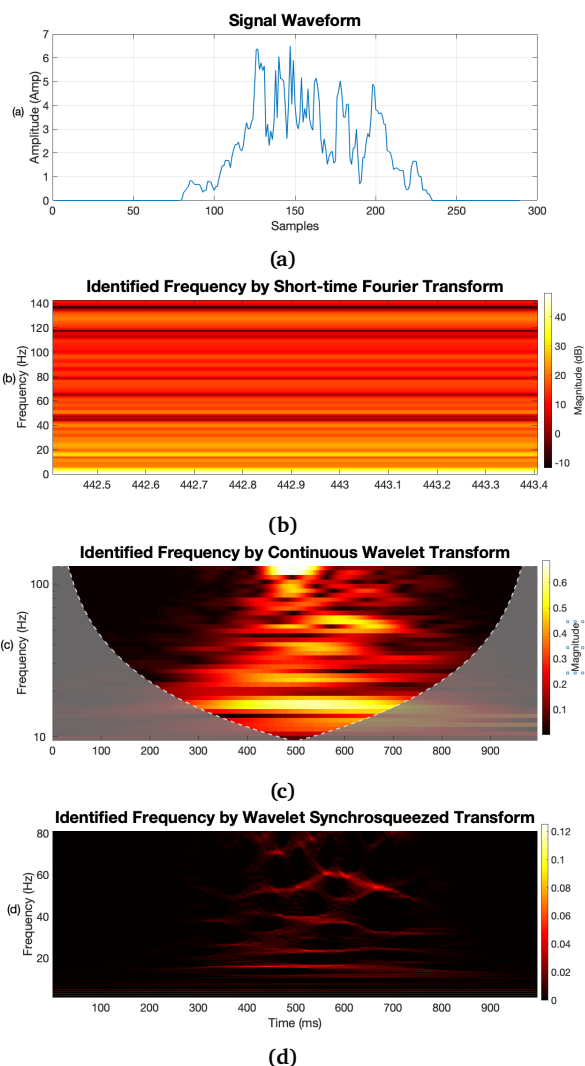 Signal Waveform
7
6
5
4
3
2
1
0
Amplitude (Amp)
(a)
0 50 100 150 200 250 300
Samples
(a)
Identified Frequency by Short-time Fourier Transform
140
120
100
80
60
40
20
0
Frequency (Hz)
(b)
442.5 442.6 442.7 442.8 442.9 443 443.1 443.2 443.3 443.4
40
30
20
10
0
-10
Magnitude (dB)
(b)
Identified Frequency by Continuous Wavelet Transform
100
10
Frequency (Hz)
(c)
0 100 200 300 400 500 600 700 800 900
0.6
0.5
0.4
0.3
0.2
0.1
Magnitude
(c)
Identified Frequency by Wavelet Synchrosqueezed Transform
80
60
40
20
Frequency (Hz)
(d)
100 200 300 400 500 600 700 800 900
Time (ms)
0.12
0.1
0.08
0.06
0.04
0.02
0
(d)